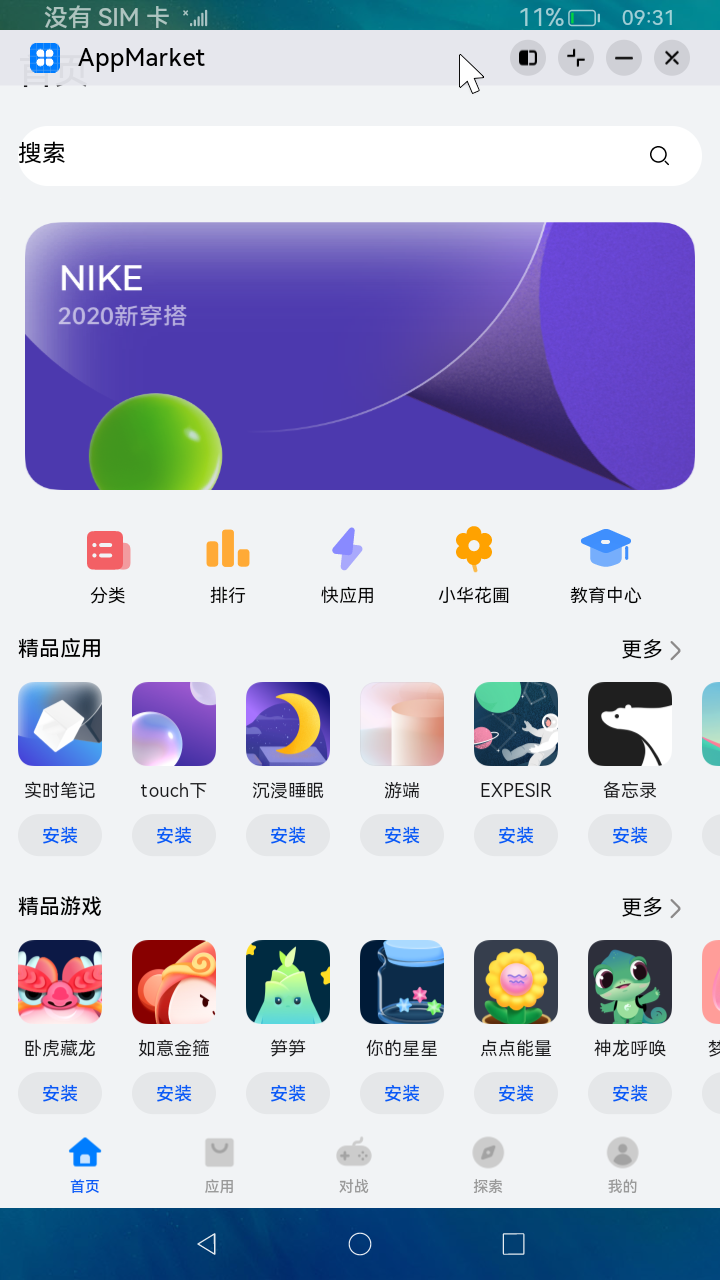 没有 SIM 卡
11%
09:31
首页
AppMarket
搜索
NIKE
2020新穿搭
分类
排行
快应用
小华花圃
教育中心
精品应用
更多
实时笔记
touch下
沉浸睡眠
游端
EXPESIR
备忘录
安装
安装
安装
安装
安装
安装
精品游戏
更多
卧虎藏龙
如意金箍
笋笋
你的星星
点点能量
神龙呼唤
安装
安装
安装
安装
安装
安装
首页
应用
对战
探索
我的